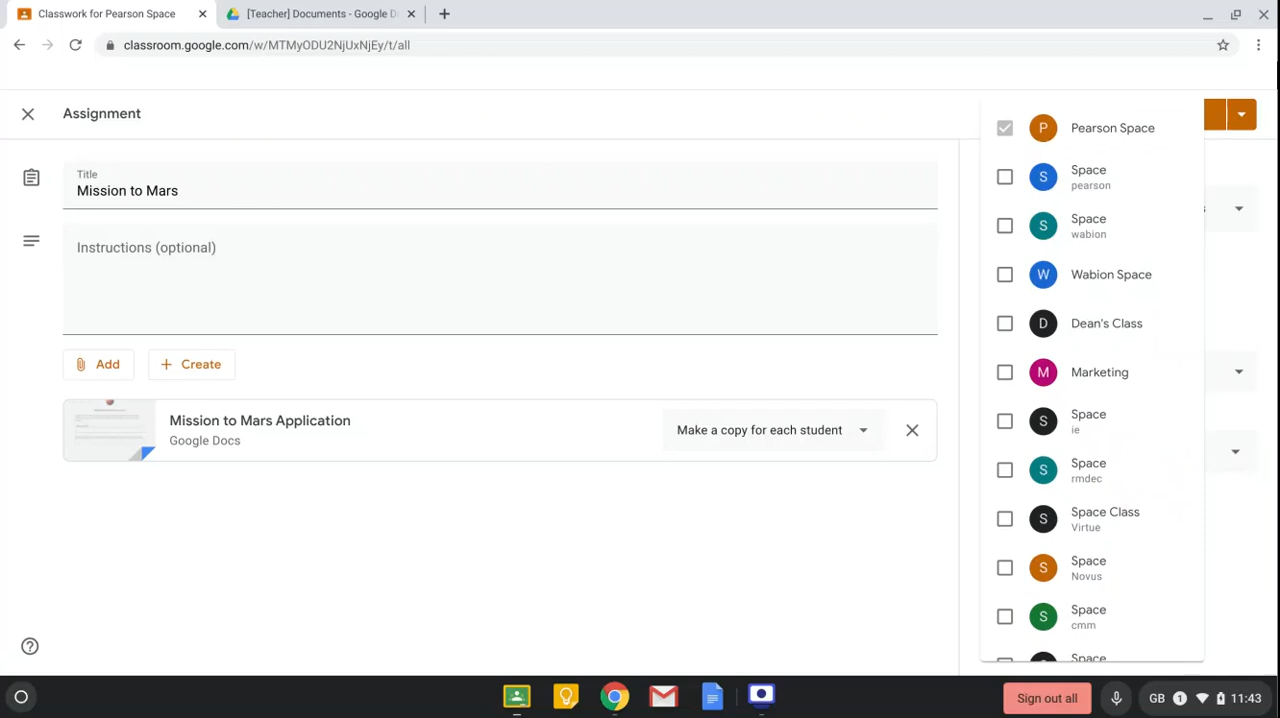 Classwork for Pearson Space
[Teacher] Documents - Google D
classroom.google.com/w/MTMyODU2NjUxNjEy/t/all
Assignment
Title
Mission to Mars
Instructions (optional)
Add
Create
Mission to Mars Application
Google Docs
Make a copy for each student
P
Pearson Space
S
Space
pearson
S
Space
wabion
W
Wabion Space
D
Dean's Class
M
Marketing
S
Space
ie
S
Space
rmdec
S
Space Class
Virtue
S
Space
Novus
S
Space
cmm
Space
Sign out all
GB
1
11:43